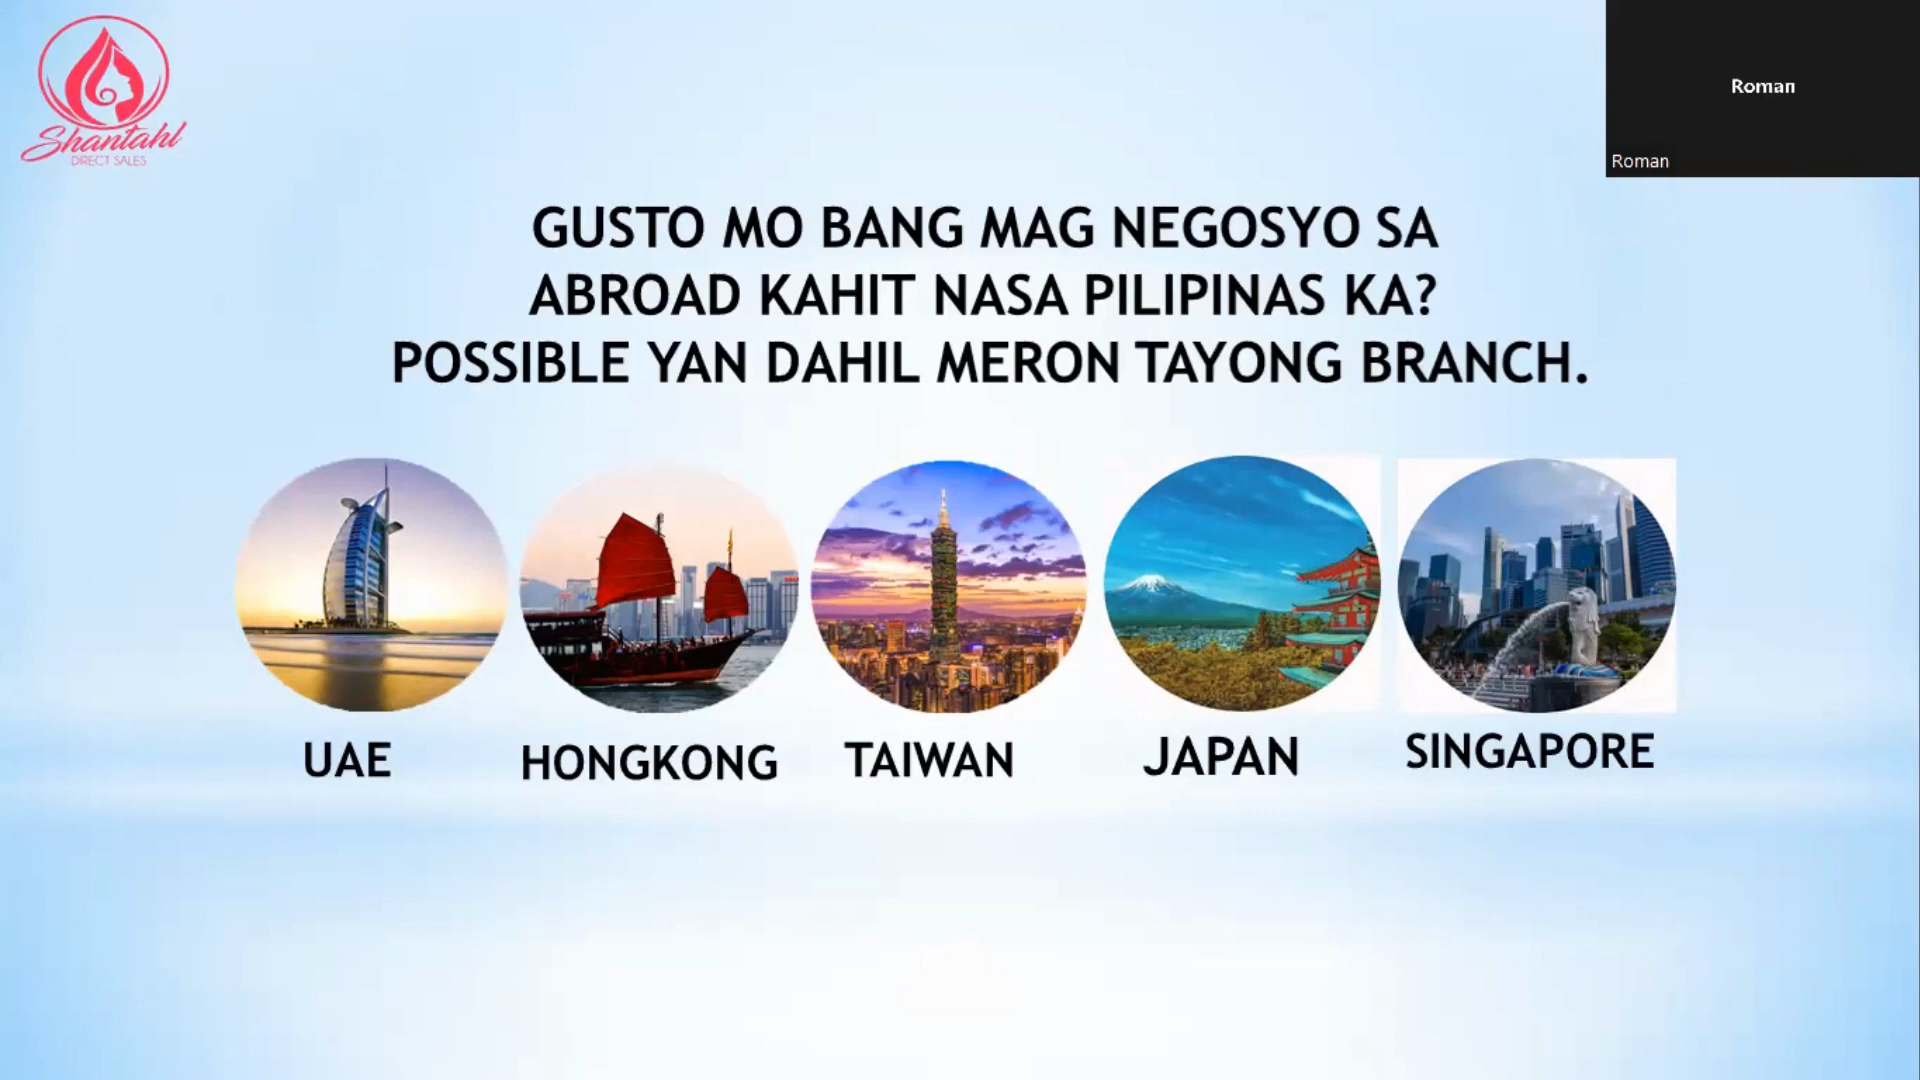 Shantahl
DIRECT SALES
Roman
Roman
GUSTO MO BANG MAG NEGOSYO SA
ABROAD KAHIT NASA PILIPINAS KA?
POSSIBLE YAN DAHIL MERON TAYONG BRANCH.
UAE
HONGKONG
TAIWAN
JAPAN
SINGAPORE